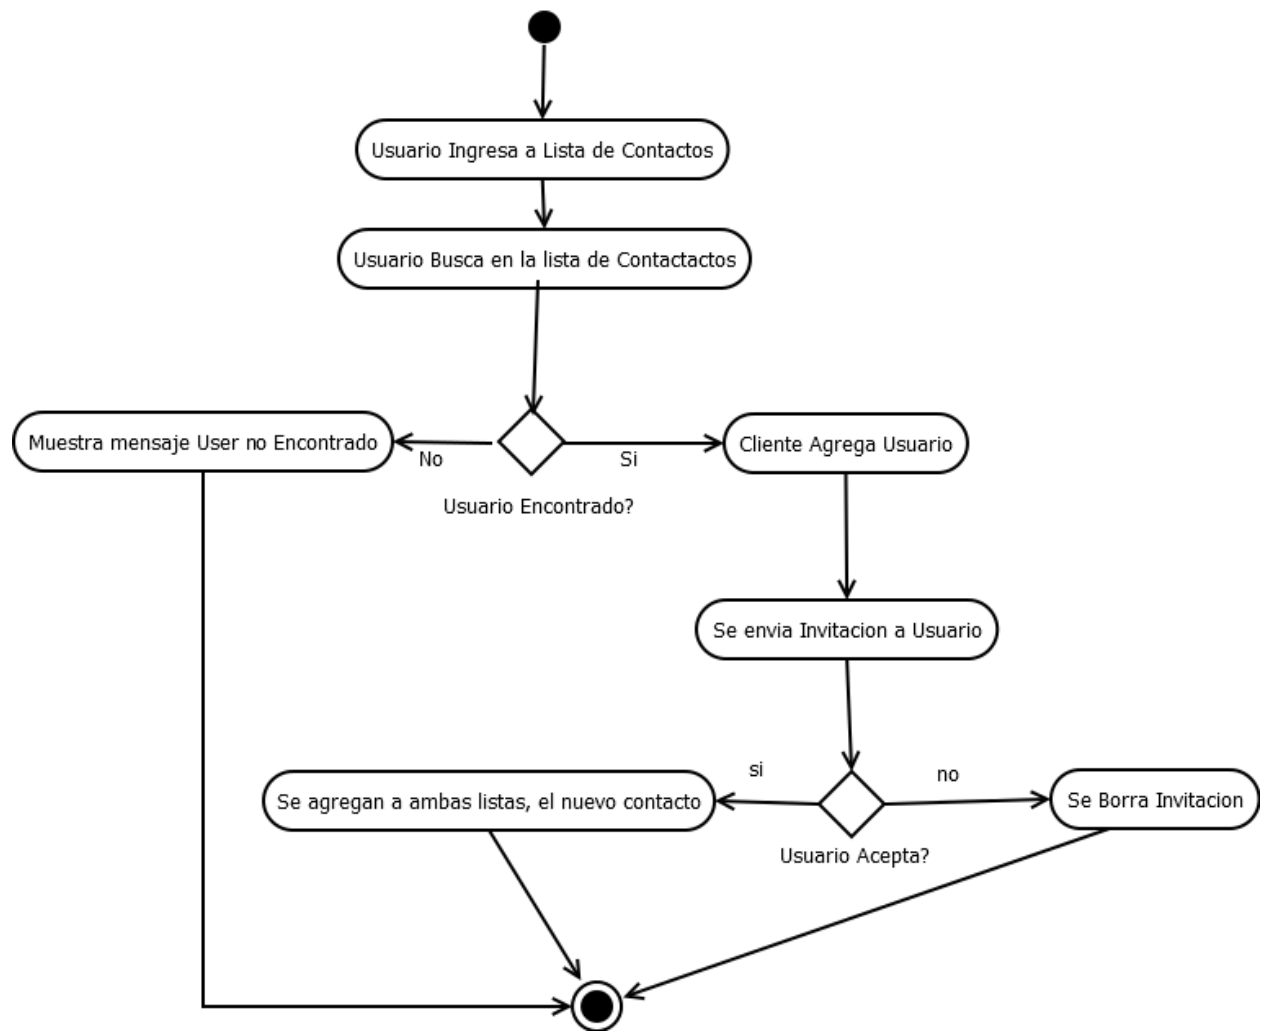 Usuario Ingresa a Lista de Contactos
Usuario Busca en la lista de Contactactos
Muestra mensaje User no Encontrado
No
Si
Cliente Agrega Usuario
Usuario Encontrado?
Se envia Invitacion a Usuario
si
no
Se agregan a ambas listas, el nuevo contacto
Se Borra Invitacion
Usuario Acepta?